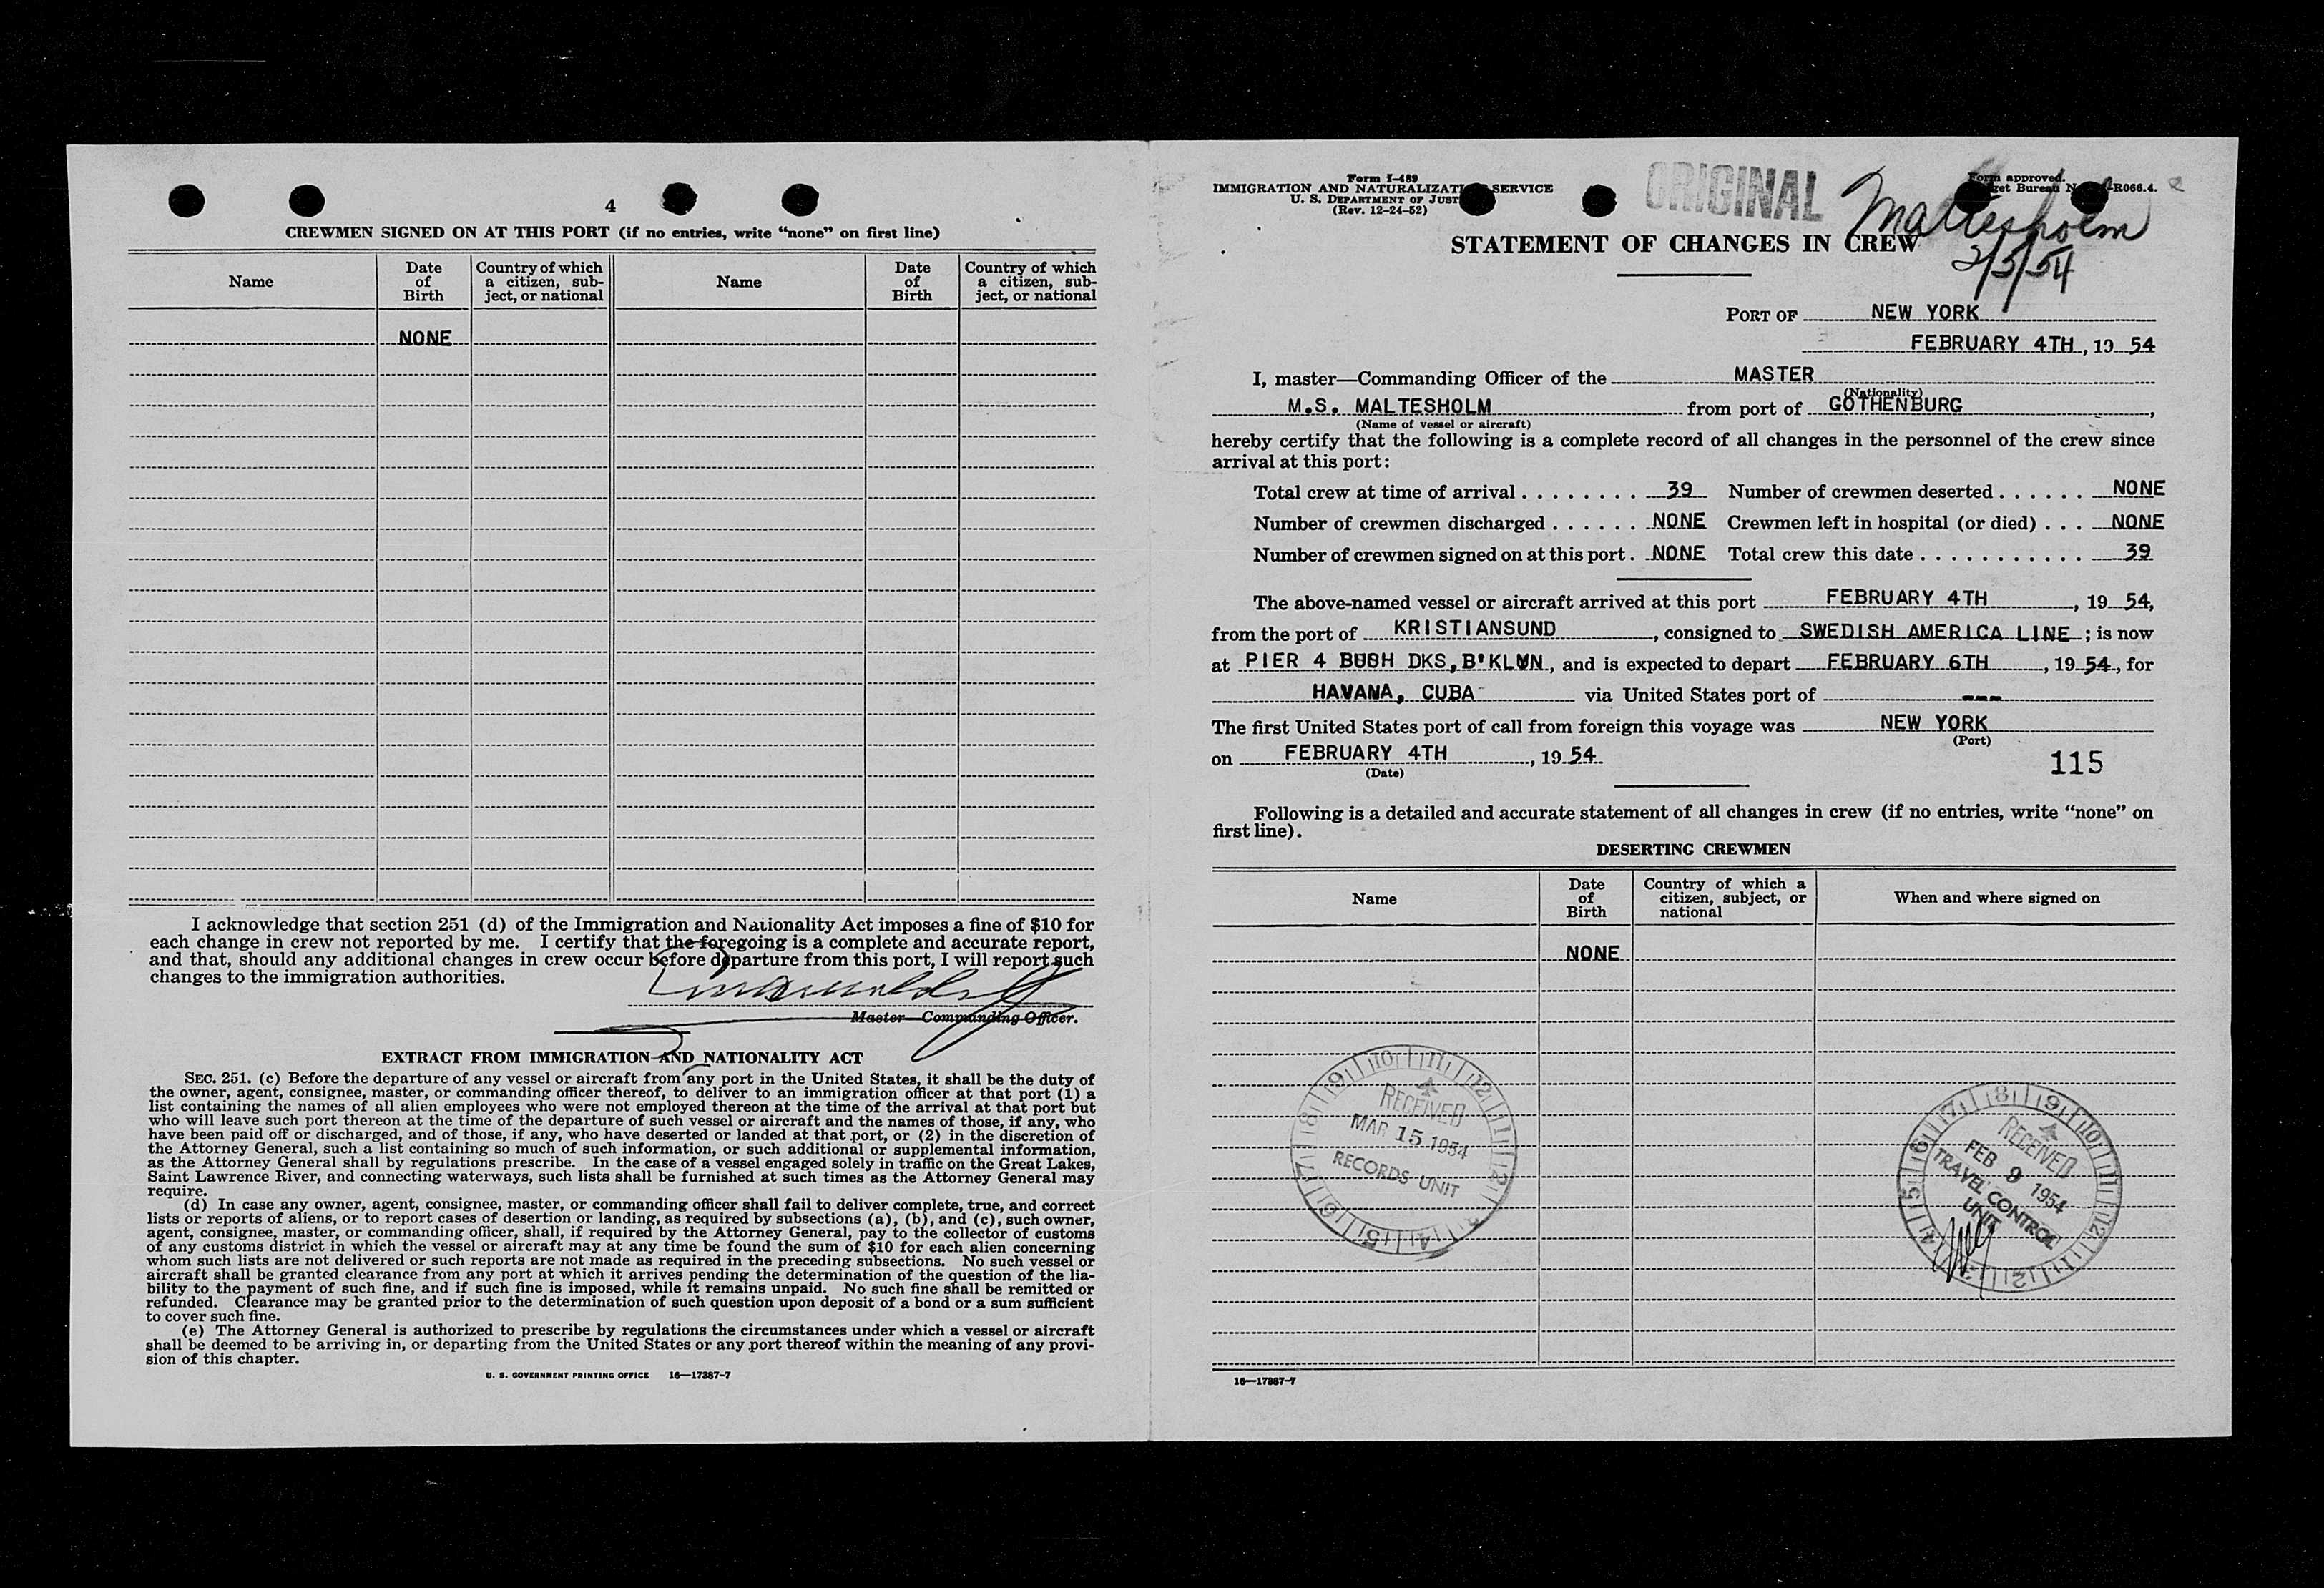 4
CREWMEN SIGNED ON AT THIS PORT (if no entries, write "none" on first line)
Name
Date of Birth
Country of which a citizen, subject, or national
Name
Date of Birth
Country of which a citizen, subject, or national
NONE
I acknowledge that section 251 (d) of the Immigration and Nationality Act imposes a fine of $10 for
each change in crew not reported by me. I certify that the foregoing is a complete and accurate report,
and that, should any additional changes in crew occur before departure from this port, I will report such
changes to the immigration authorities.
Master—Commanding Officer.
EXTRACT FROM IMMIGRATION AND NATIONALITY ACT
SEC. 251. (c) Before the departure of any vessel or aircraft from any port in the United States, it shall be the duty of
the owner, agent, consignee, master, or commanding officer thereof, to deliver to an immigration officer at that port (1) a
list containing the names of all alien employees who were not employed thereon at the time of the arrival at that port but
who will leave such port thereon at the time of the departure of such vessel or aircraft and the names of those, if any, who
have been paid off or discharged, and of those, if any, who have deserted or landed at that port, or (2) in the discretion of
the Attorney General, such a list containing so much of such information, or such additional or supplemental information,
as the Attorney General shall by regulations prescribe. In the case of a vessel engaged solely in traffic on the Great Lakes,
Saint Lawrence River, and connecting waterways, such lists shall be furnished at such times as the Attorney General may
require.
(d) In case any owner, agent, consignee, master, or commanding officer shall fail to deliver complete, true, and correct
lists or reports of aliens, or to report cases of desertion or landing, as required by subsections (a), (b), and (c), such owner,
agent, consignee, master, or commanding officer, shall, if required by the Attorney General, pay to the collector of customs
of any customs district in which the vessel or aircraft may at any time be found the sum of $10 for each alien concerning
whom such lists are not delivered or such reports are not made as required in the preceding subsections. No such vessel or
aircraft shall be granted clearance from any port at which it arrives pending the determination of the question of the lia-
bility to the payment of such fine, and if such fine is imposed, while it remains unpaid. No such fine shall be remitted or
refunded. Clearance may be granted prior to the determination of such question upon deposit of a bond or a sum sufficient
to cover such fine.
(e) The Attorney General is authorized to prescribe by regulations the circumstances under which a vessel or aircraft
shall be deemed to be arriving in, or departing from the United States or any port thereof within the meaning of any provi-
sion of this chapter.
U. S. GOVERNMENT PRINTING OFFICE 16—17387-7
Form I-489
IMMIGRATION AND NATURALIZATI SERVICE
U. S. DEPARTMENT OF JUST
(Rev. 12-24-52)
ORIGINAL
Form approved.
et Bureau N -R066.4.
Maltesholm
2/5/54
STATEMENT OF CHANGES IN CREW
PORT OF NEW YORK
FEBRUARY 4TH, 19 54
I, master—Commanding Officer of the MASTER
(Nationality)
M.S. MALTESHOLM from port of GOTHENBURG,
(Name of vessel or aircraft)
hereby certify that the following is a complete record of all changes in the personnel of the crew since
arrival at this port:
Total crew at time of arrival . . . . . . . . 39 Number of crewmen deserted . . . . . . NONE
Number of crewmen discharged . . . . . . NONE Crewmen left in hospital (or died) . . . NONE
Number of crewmen signed on at this port . NONE Total crew this date . . . . . . . . . . . 39
The above-named vessel or aircraft arrived at this port FEBRUARY 4TH, 19 54,
from the port of KRISTIANSUND, consigned to SWEDISH AMERICA LINE ; is now
at PIER 4 BUSH DKS, B'KLYN., and is expected to depart FEBRUARY 6TH, 19 54, for
HAVANA, CUBA via United States port of ---
The first United States port of call from foreign this voyage was NEW YORK
(Port)
on FEBRUARY 4TH, 19 54
(Date)
115
Following is a detailed and accurate statement of all changes in crew (if no entries, write "none" on
first line).
DESERTING CREWMEN
Name
Date of Birth
Country of which a citizen, subject, or national
When and where signed on
NONE
RECEIVED
MAR 15 1954
RECORDS UNIT
RECEIVED
FEB 9 1954
TRAVEL CONTROL
UNIT
16—17387-7